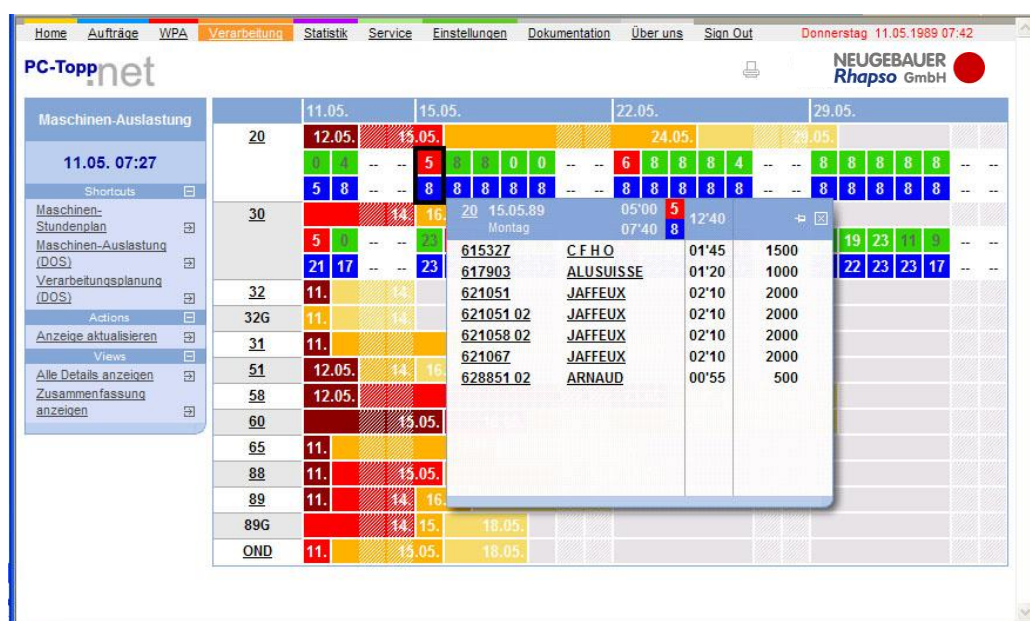 Home Aufträge WPA Verarbeitung Statistik Service Einstellungen Dokumentation Über uns Sign Out Donnerstag 11.05.1989 07:42
PC-Topp.net
NEUGEBAUER
Rhapso GmbH
Maschinen-Auslastung
11.05. 07:27
Shortcuts
Maschinen-
Stundenplan
Maschinen-Auslastung
(DOS)
Verarbeitungsplanung
(DOS)
Actions
Anzeige aktualisieren
Views
Alle Details anzeigen
Zusammenfassung
anzeigen
11.05. 15.05. 22.05. 29.05.
20 12.05. 15.05. 24.05. 29.05.
0 4 -- -- 5 8 8 0 0 -- -- 6 8 8 8 4 -- -- 8 8 8 8 8 -- --
5 8 -- -- 8 8 8 8 8 -- -- 8 8 8 8 8 -- -- 8 8 8 8 8 -- --
30 14. 16.
5 0 -- -- 23 19 23 11 9 -- --
21 17 -- -- 23 22 23 23 17 -- --
32 11. 14.
32G 11. 14.
31 11.
51 12.05. 14. 16.
58 12.05.
60 15.05.
65 11.
88 11. 15.05.
89 11. 14. 16.
89G 14. 15. 18.05.
OND 11. 15.05. 18.05.
20 15.05.89 05'00 5 12'40
Montag 07'40 8
615327 C F H O 01'45 1500
617903 ALUSUISSE 01'20 1000
621051 JAFFEUX 02'10 2000
621051 02 JAFFEUX 02'10 2000
621058 02 JAFFEUX 02'10 2000
621067 JAFFEUX 02'10 2000
628851 02 ARNAUD 00'55 500